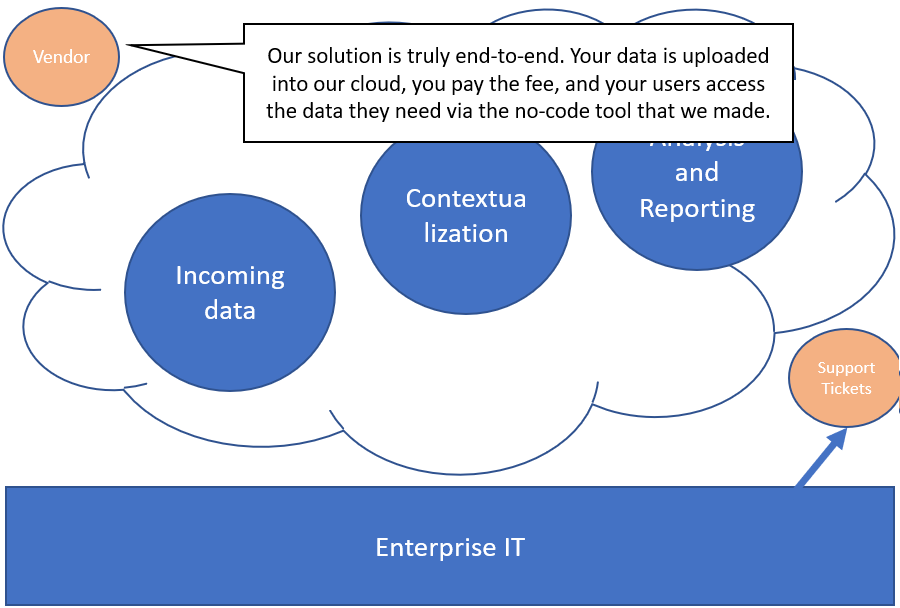 Vendor
Our solution is truly end-to-end. Your data is uploaded
into our cloud, you pay the fee, and your users access
the data they need via the no-code tool that we made.
Analysis
and
Reporting
Contextua
lization
Incoming
data
Support
Tickets
Enterprise IT